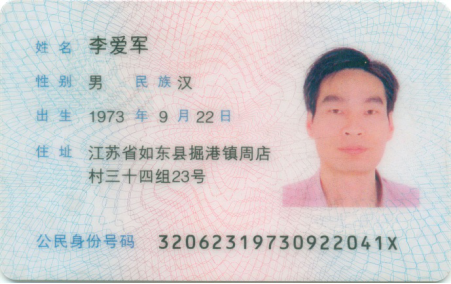 姓名 李爱军
性别 男 民族 汉
出生 1973 年 9 月 22 日
住址 江苏省如东县掘港镇周店
村三十四组23号
公民身份号码 32062319730922041X